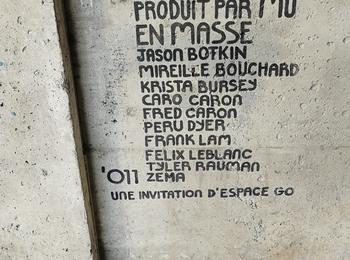 PRODUIT PAR MU
EN MASSE
JASON BOTKIN
MIREILLE BOUCHARD
KRISTA BURSEY
CARO CARON
FRED CARON
PERU DYER
FRANK LAM
FELIX LEBLANC
TYLER RAUMAN
'011 ZEMA
UNE INVITATION D'ESPACE GO